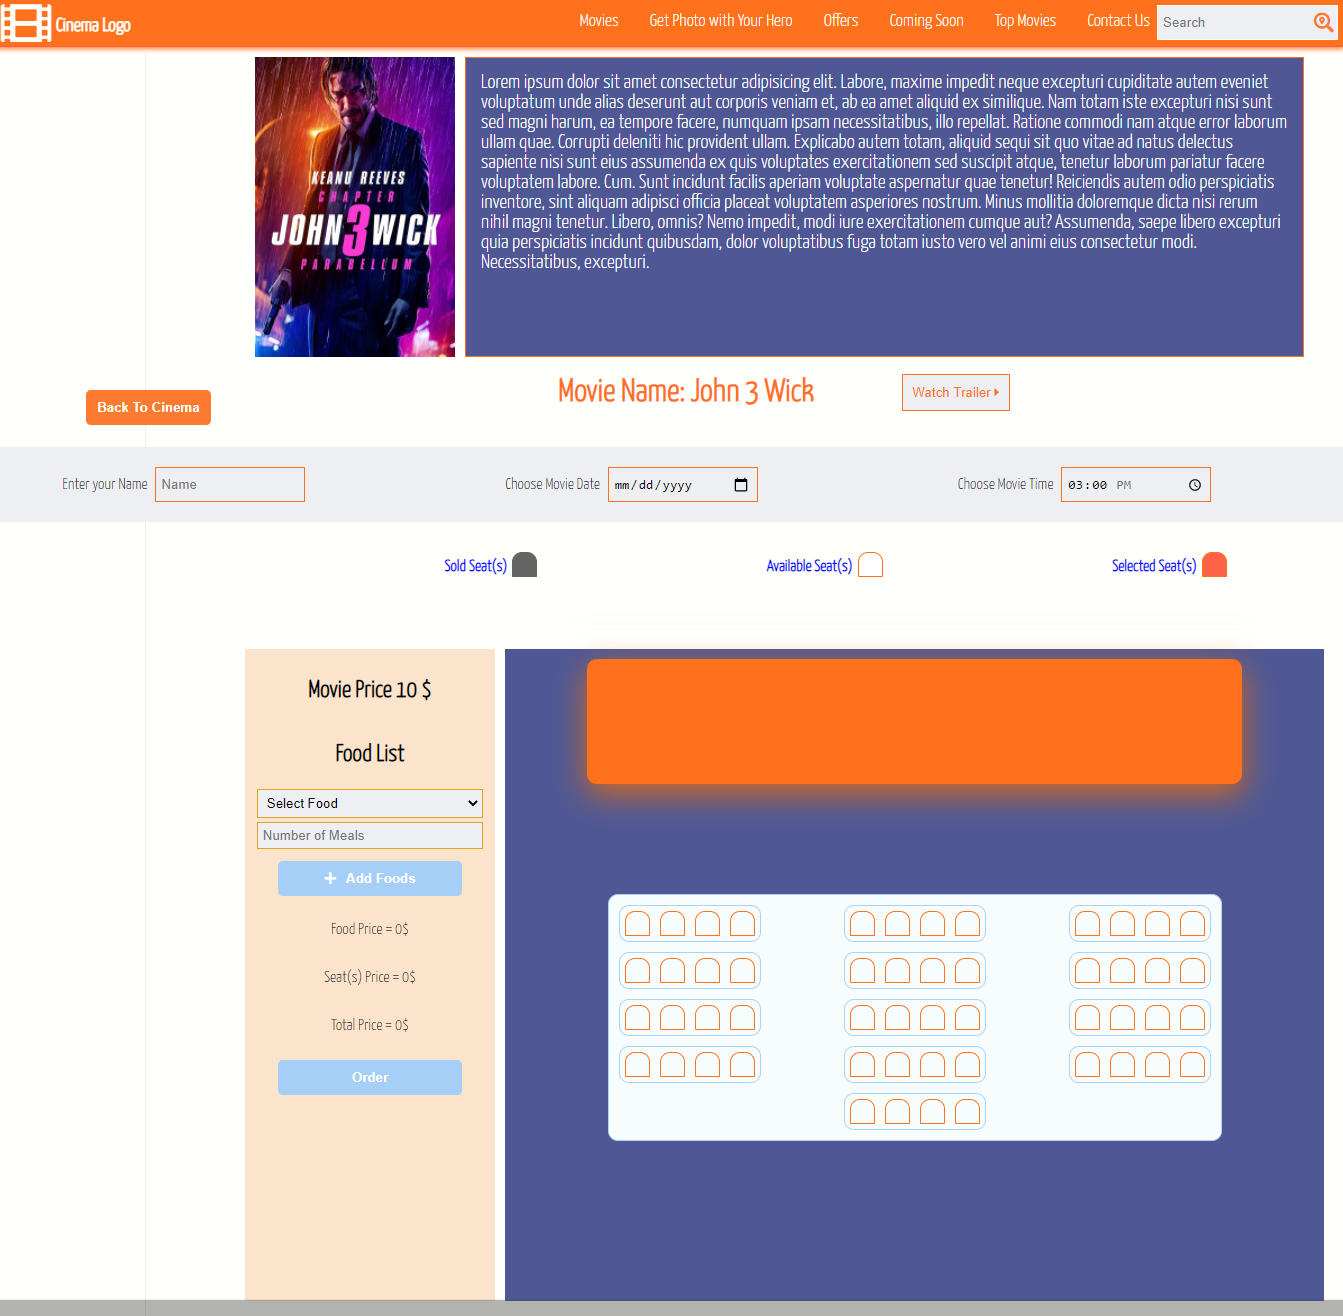 Cinema Logo
Movies
Get Photo with Your Hero
Offers
Coming Soon
Top Movies
Contact Us
Search
Lorem ipsum dolor sit amet consectetur adipisicing elit. Labore, maxime impedit neque excepturi cupiditate autem eveniet
voluptatum unde alias deserunt aut corporis veniam et, ab ea amet aliquid ex similique. Nam totam iste excepturi nisi sunt
sed magni harum, ea tempore facere, numquam ipsam necessitatibus, illo repellat. Ratione commodi nam atque error laborum
ullam quae. Corrupti deleniti hic provident ullam. Explicabo autem totam, aliquid sequi sit quo vitae ad natus delectus
sapiente nisi sunt eius assumenda ex quis voluptates exercitationem sed suscipit atque, tenetur laborum pariatur facere
voluptatem labore. Cum. Sunt incidunt facilis aperiam voluptate aspernatur quae tenetur! Reiciendis autem odio perspiciatis
inventore, sint aliquam adipisci officia placeat voluptatem asperiores nostrum. Minus mollitia doloremque dicta nisi rerum
nihil magni tenetur. Libero, omnis? Nemo impedit, modi iure exercitationem cumque aut? Assumenda, saepe libero excepturi
quia perspiciatis incidunt quibusdam, dolor voluptatibus fuga totam iusto vero vel animi eius consectetur modi.
Necessitatibus, excepturi.
KEANU REEVES
CHAPTER
JOHN 3 WICK
PARABELLUM
Movie Name: John 3 Wick
Watch Trailer
Back To Cinema
Enter your Name
Name
Choose Movie Date
mm/dd/yyyy
Choose Movie Time
03:00 PM
Sold Seat(s)
Available Seat(s)
Selected Seat(s)
Movie Price 10 $
Food List
Select Food
Number of Meals
Add Foods
Food Price = 0$
Seat(s) Price = 0$
Total Price = 0$
Order